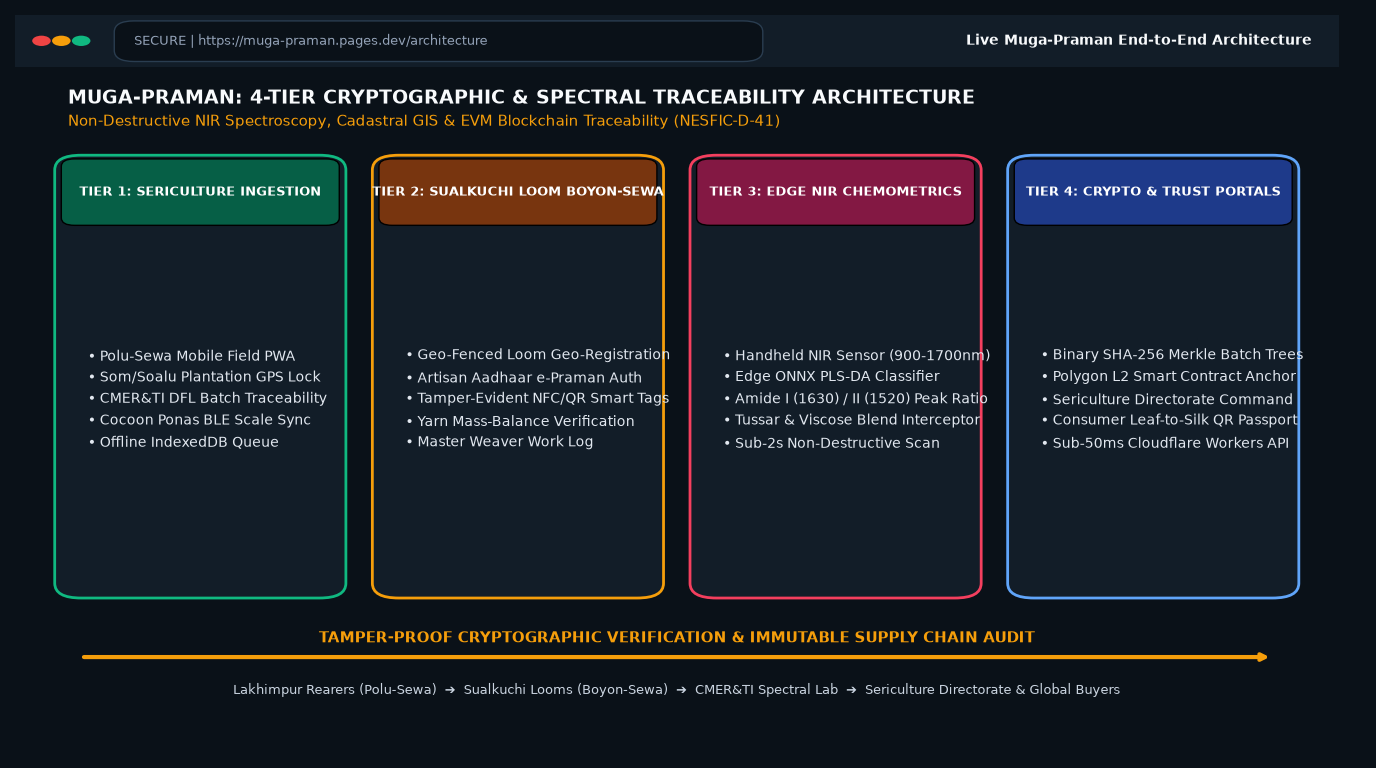 SECURE | https://muga-praman.pages.dev/architecture
Live Muga-Praman End-to-End Architecture
MUGA-PRAMAN: 4-TIER CRYPTOGRAPHIC & SPECTRAL TRACEABILITY ARCHITECTURE
Non-Destructive NIR Spectroscopy, Cadastral GIS & EVM Blockchain Traceability (NESFIC-D-41)
TIER 1: SERICULTURE INGESTION
• Polu-Sewa Mobile Field PWA
• Som/Soalu Plantation GPS Lock
• CMER&TI DFL Batch Traceability
• Cocoon Ponas BLE Scale Sync
• Offline IndexedDB Queue
TIER 2: SUALKUCHI LOOM BOYON-SEWA
• Geo-Fenced Loom Geo-Registration
• Artisan Aadhaar e-Praman Auth
• Tamper-Evident NFC/QR Smart Tags
• Yarn Mass-Balance Verification
• Master Weaver Work Log
TIER 3: EDGE NIR CHEMOMETRICS
• Handheld NIR Sensor (900-1700nm)
• Edge ONNX PLS-DA Classifier
• Amide I (1630) / II (1520) Peak Ratio
• Tussar & Viscose Blend Interceptor
• Sub-2s Non-Destructive Scan
TIER 4: CRYPTO & TRUST PORTALS
• Binary SHA-256 Merkle Batch Trees
• Polygon L2 Smart Contract Anchor
• Sericulture Directorate Command
• Consumer Leaf-to-Silk QR Passport
• Sub-50ms Cloudflare Workers API
TAMPER-PROOF CRYPTOGRAPHIC VERIFICATION & IMMUTABLE SUPPLY CHAIN AUDIT
Lakhimpur Rearers (Polu-Sewa) ➔ Sualkuchi Looms (Boyon-Sewa) ➔ CMER&TI Spectral Lab ➔ Sericulture Directorate & Global Buyers